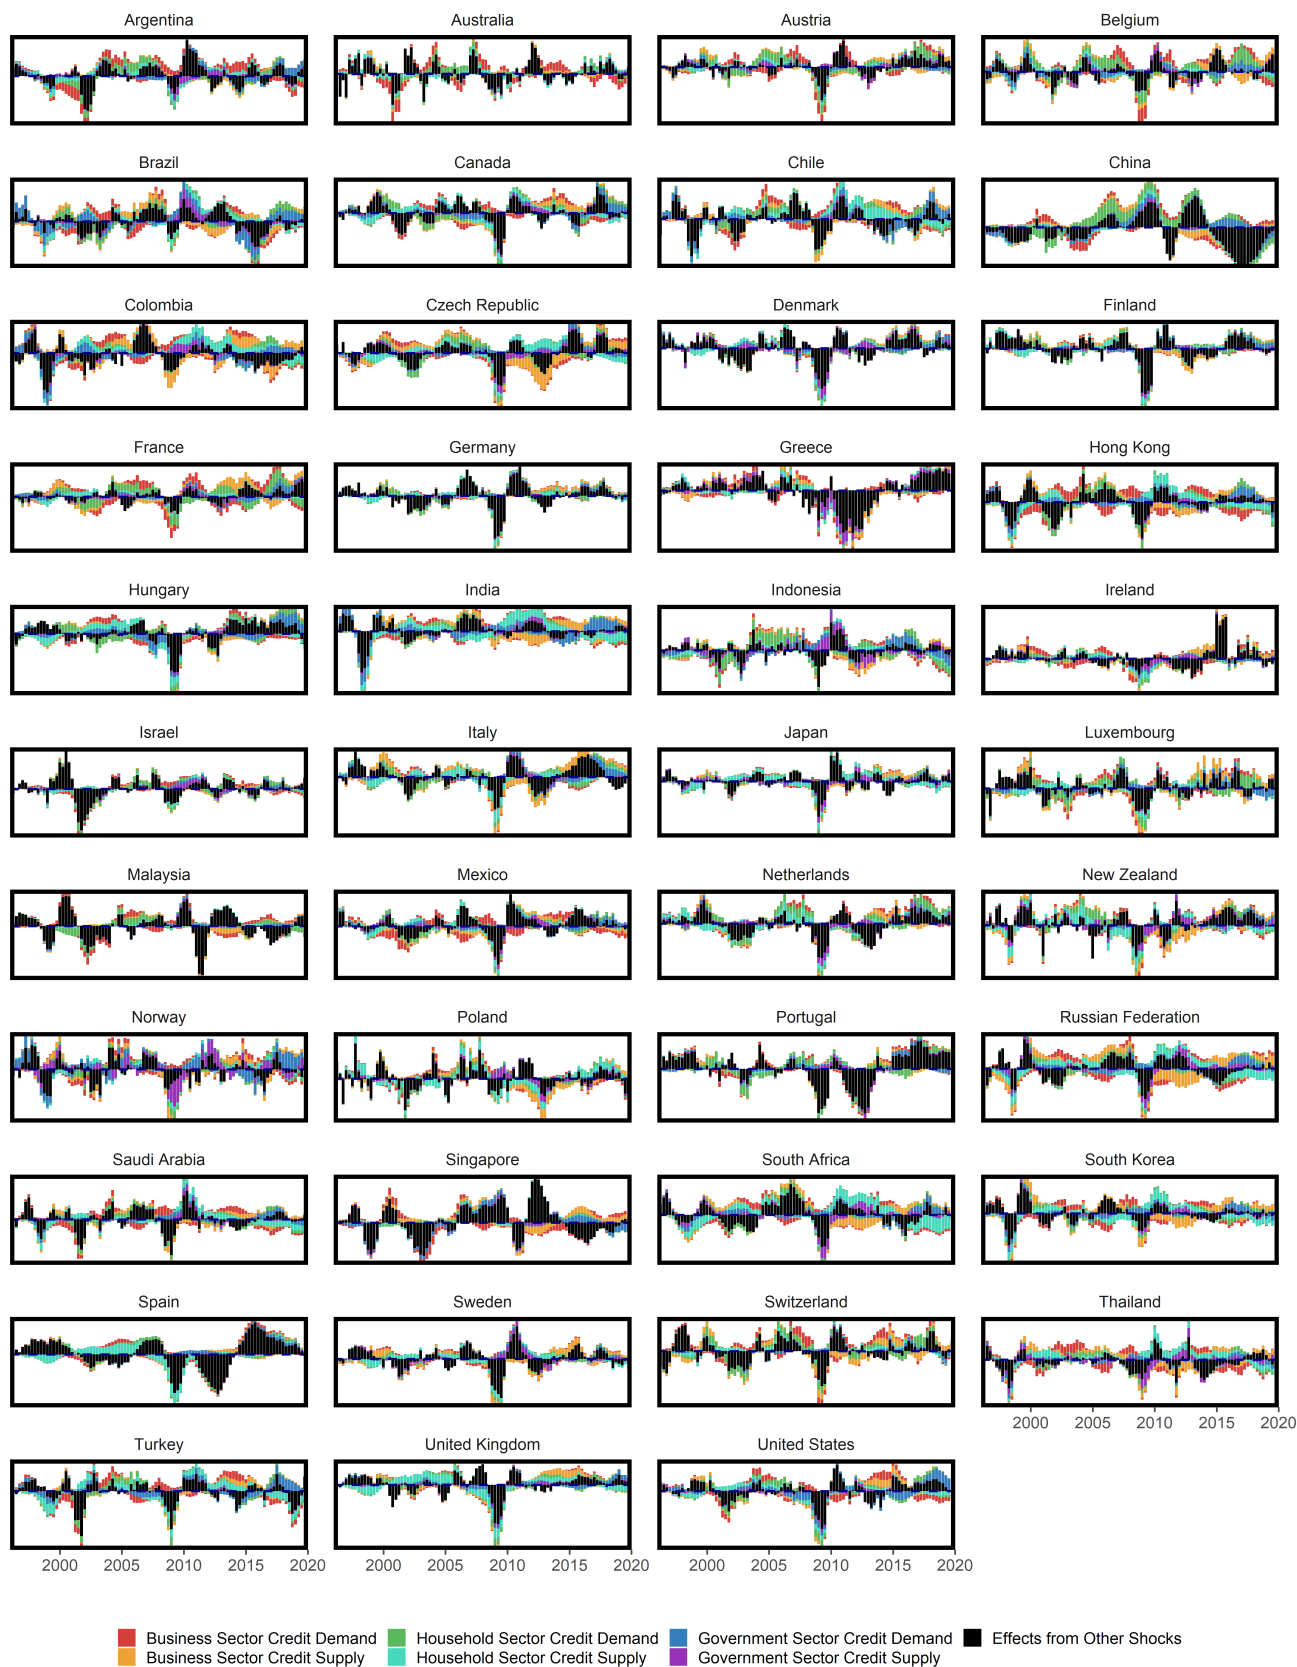 Argentina Australia Austria Belgium
Brazil Canada Chile China
Colombia Czech Republic Denmark Finland
France Germany Greece Hong Kong
Hungary India Indonesia Ireland
Israel Italy Japan Luxembourg
Malaysia Mexico Netherlands New Zealand
Norway Poland Portugal Russian Federation
Saudi Arabia Singapore South Africa South Korea
Spain Sweden Switzerland Thailand
2000 2005 2010 2015 2020
Turkey United Kingdom United States
2000 2005 2010 2015 2020 2000 2005 2010 2015 2020 2000 2005 2010 2015 2020
Business Sector Credit Demand Household Sector Credit Demand Government Sector Credit Demand Effects from Other Shocks
Business Sector Credit Supply Household Sector Credit Supply Government Sector Credit Supply